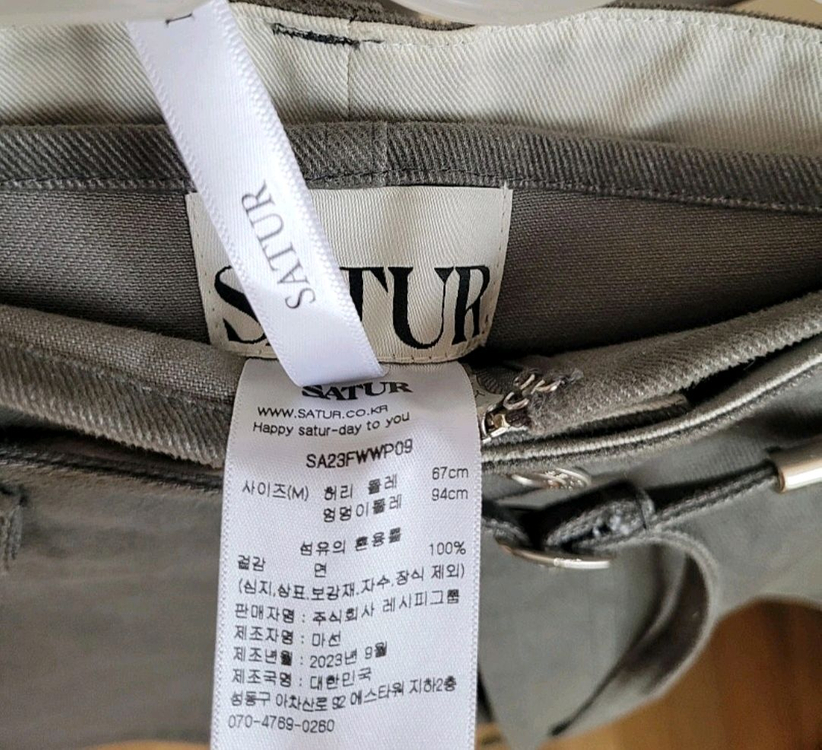 SATUR
SATUR
SATUR
WWW.SATUR.CO.KR
Happy satur-day to you
SA23FWWP09
사이즈(M) 허리 둘레 67cm
엉덩이둘레 94cm
섬유의 혼용률
겉감 면 100%
(심지,상표,보강재,자수,장식 제외)
판매자명 : 주식회사 레시피그룹
제조자명 : 마선
제조년월 : 2023년 9월
제조국명 : 대한민국
성동구 아차산로 92 에스타워 지하2층
070-4769-0260